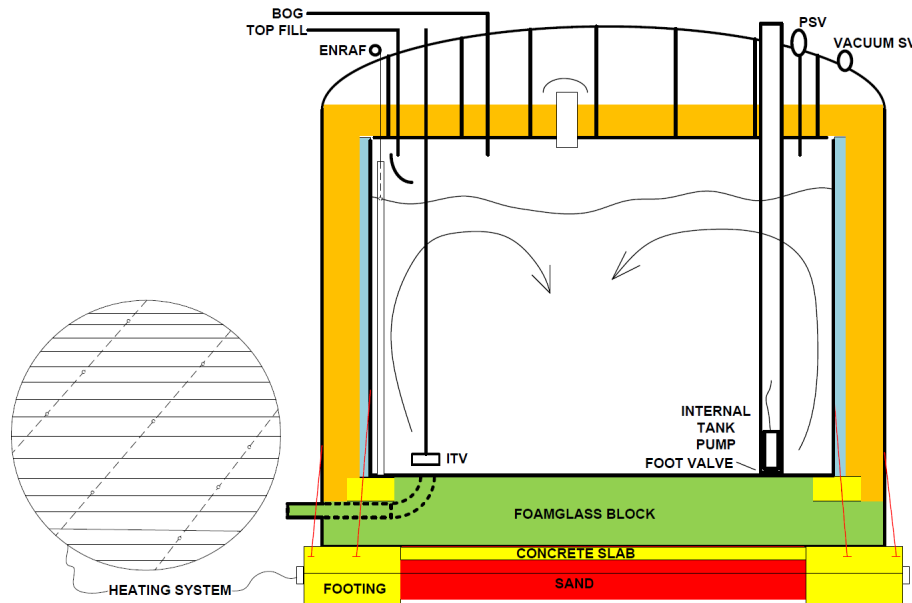 BOG
TOP FILL
ENRAF
PSV
VACUUM SV
INTERNAL
TANK
PUMP
ITV
FOOT VALVE
FOAMGLASS BLOCK
CONCRETE SLAB
HEATING SYSTEM
FOOTING
SAND